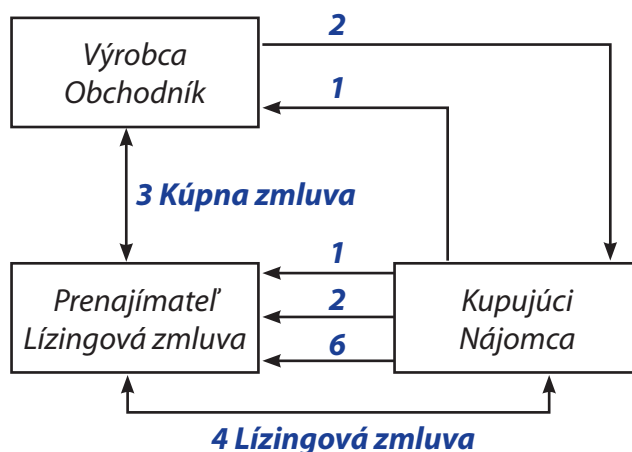 Výrobca
Obchodník
2
1
3 Kúpna zmluva
Prenajímateľ
Lízingová zmluva
1
2
6
Kupujúci
Nájomca
4 Lízingová zmluva